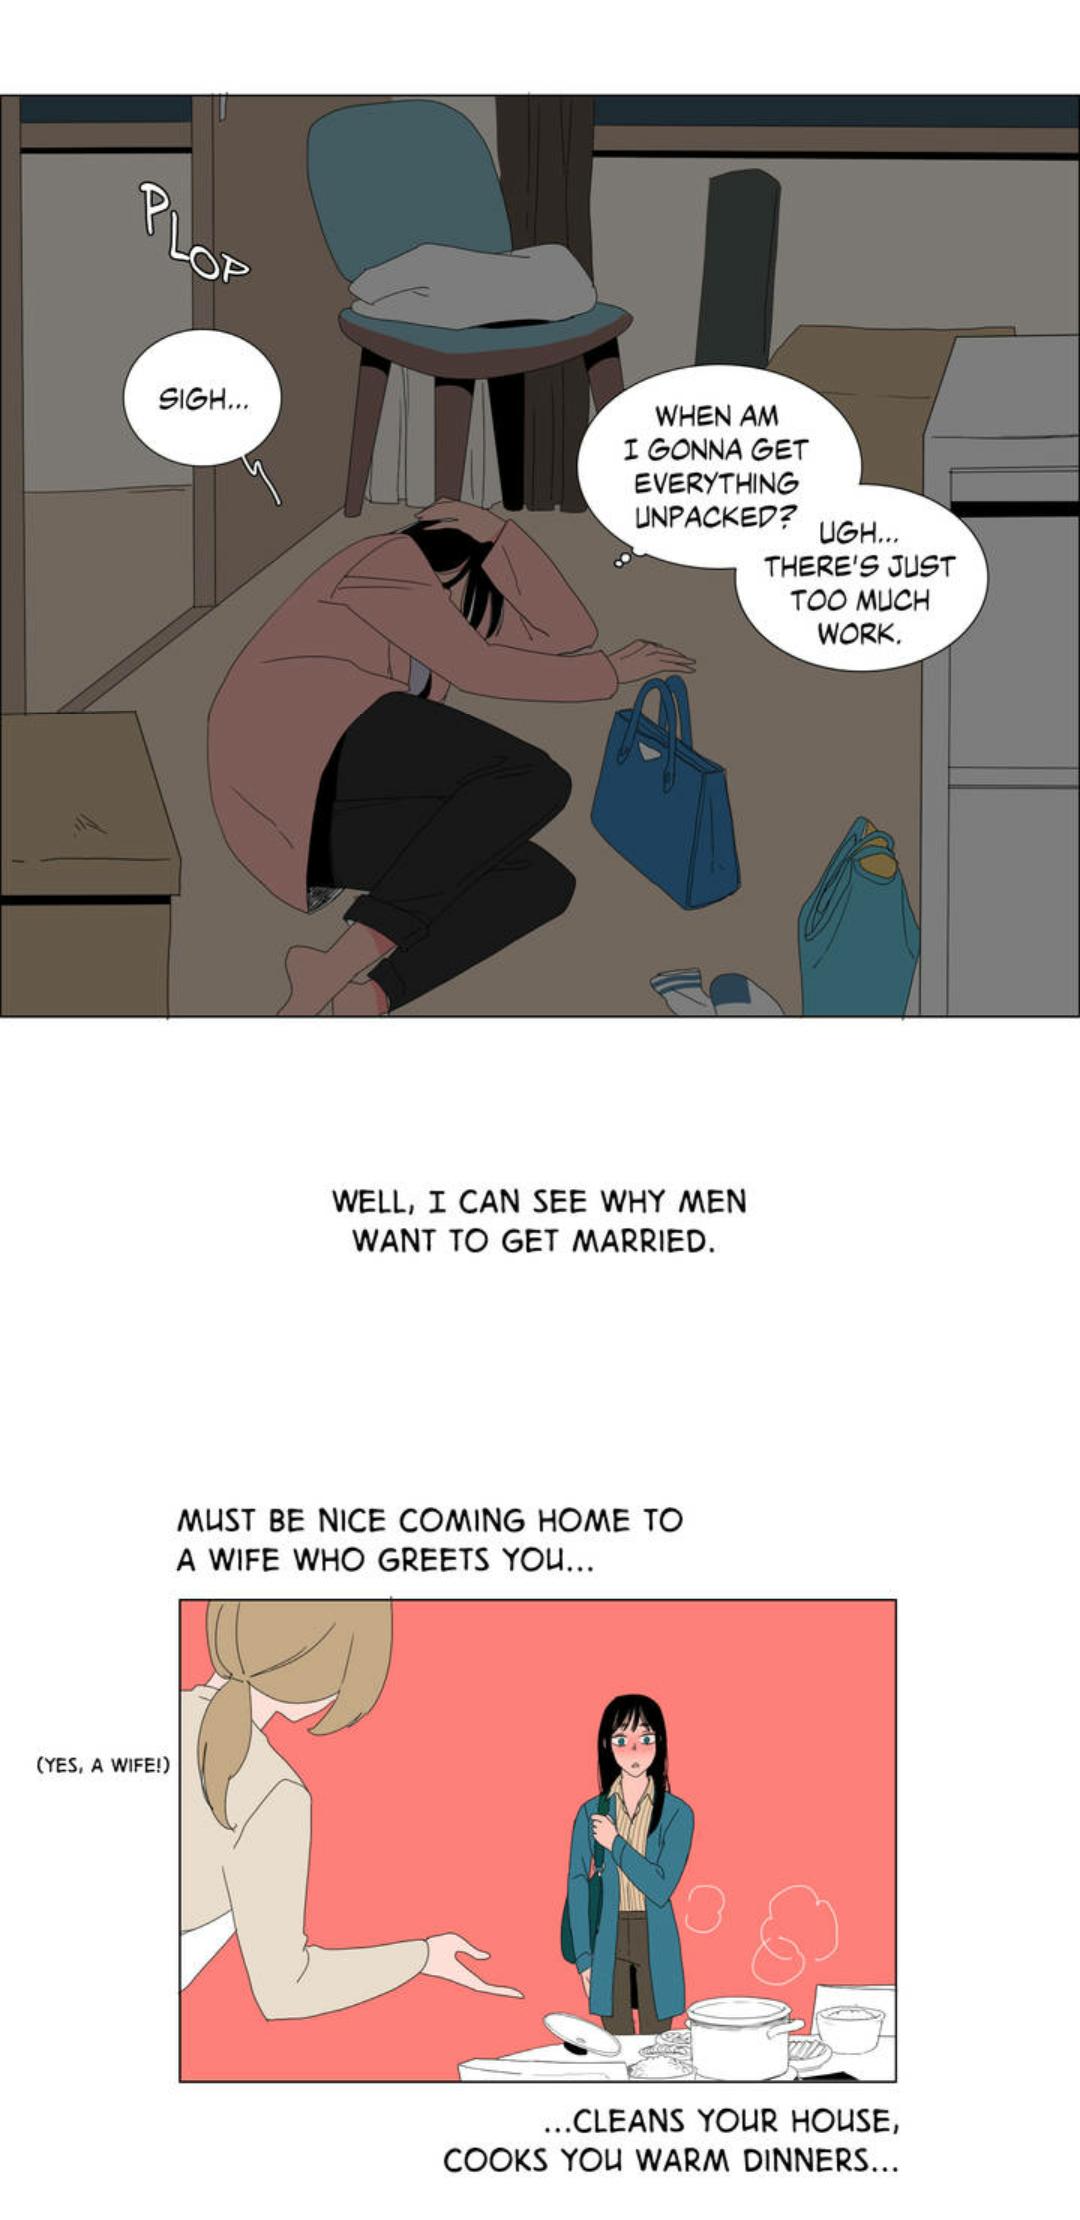 PLOP
SIGH...
WHEN AM
I GONNA GET
EVERYTHING
UNPACKED?
UGH...
THERE'S JUST
TOO MUCH
WORK.
WELL, I CAN SEE WHY MEN
WANT TO GET MARRIED.
MUST BE NICE COMING HOME TO
A WIFE WHO GREETS YOU...
(YES, A WIFE!)
...CLEANS YOUR HOUSE,
COOKS YOU WARM DINNERS...